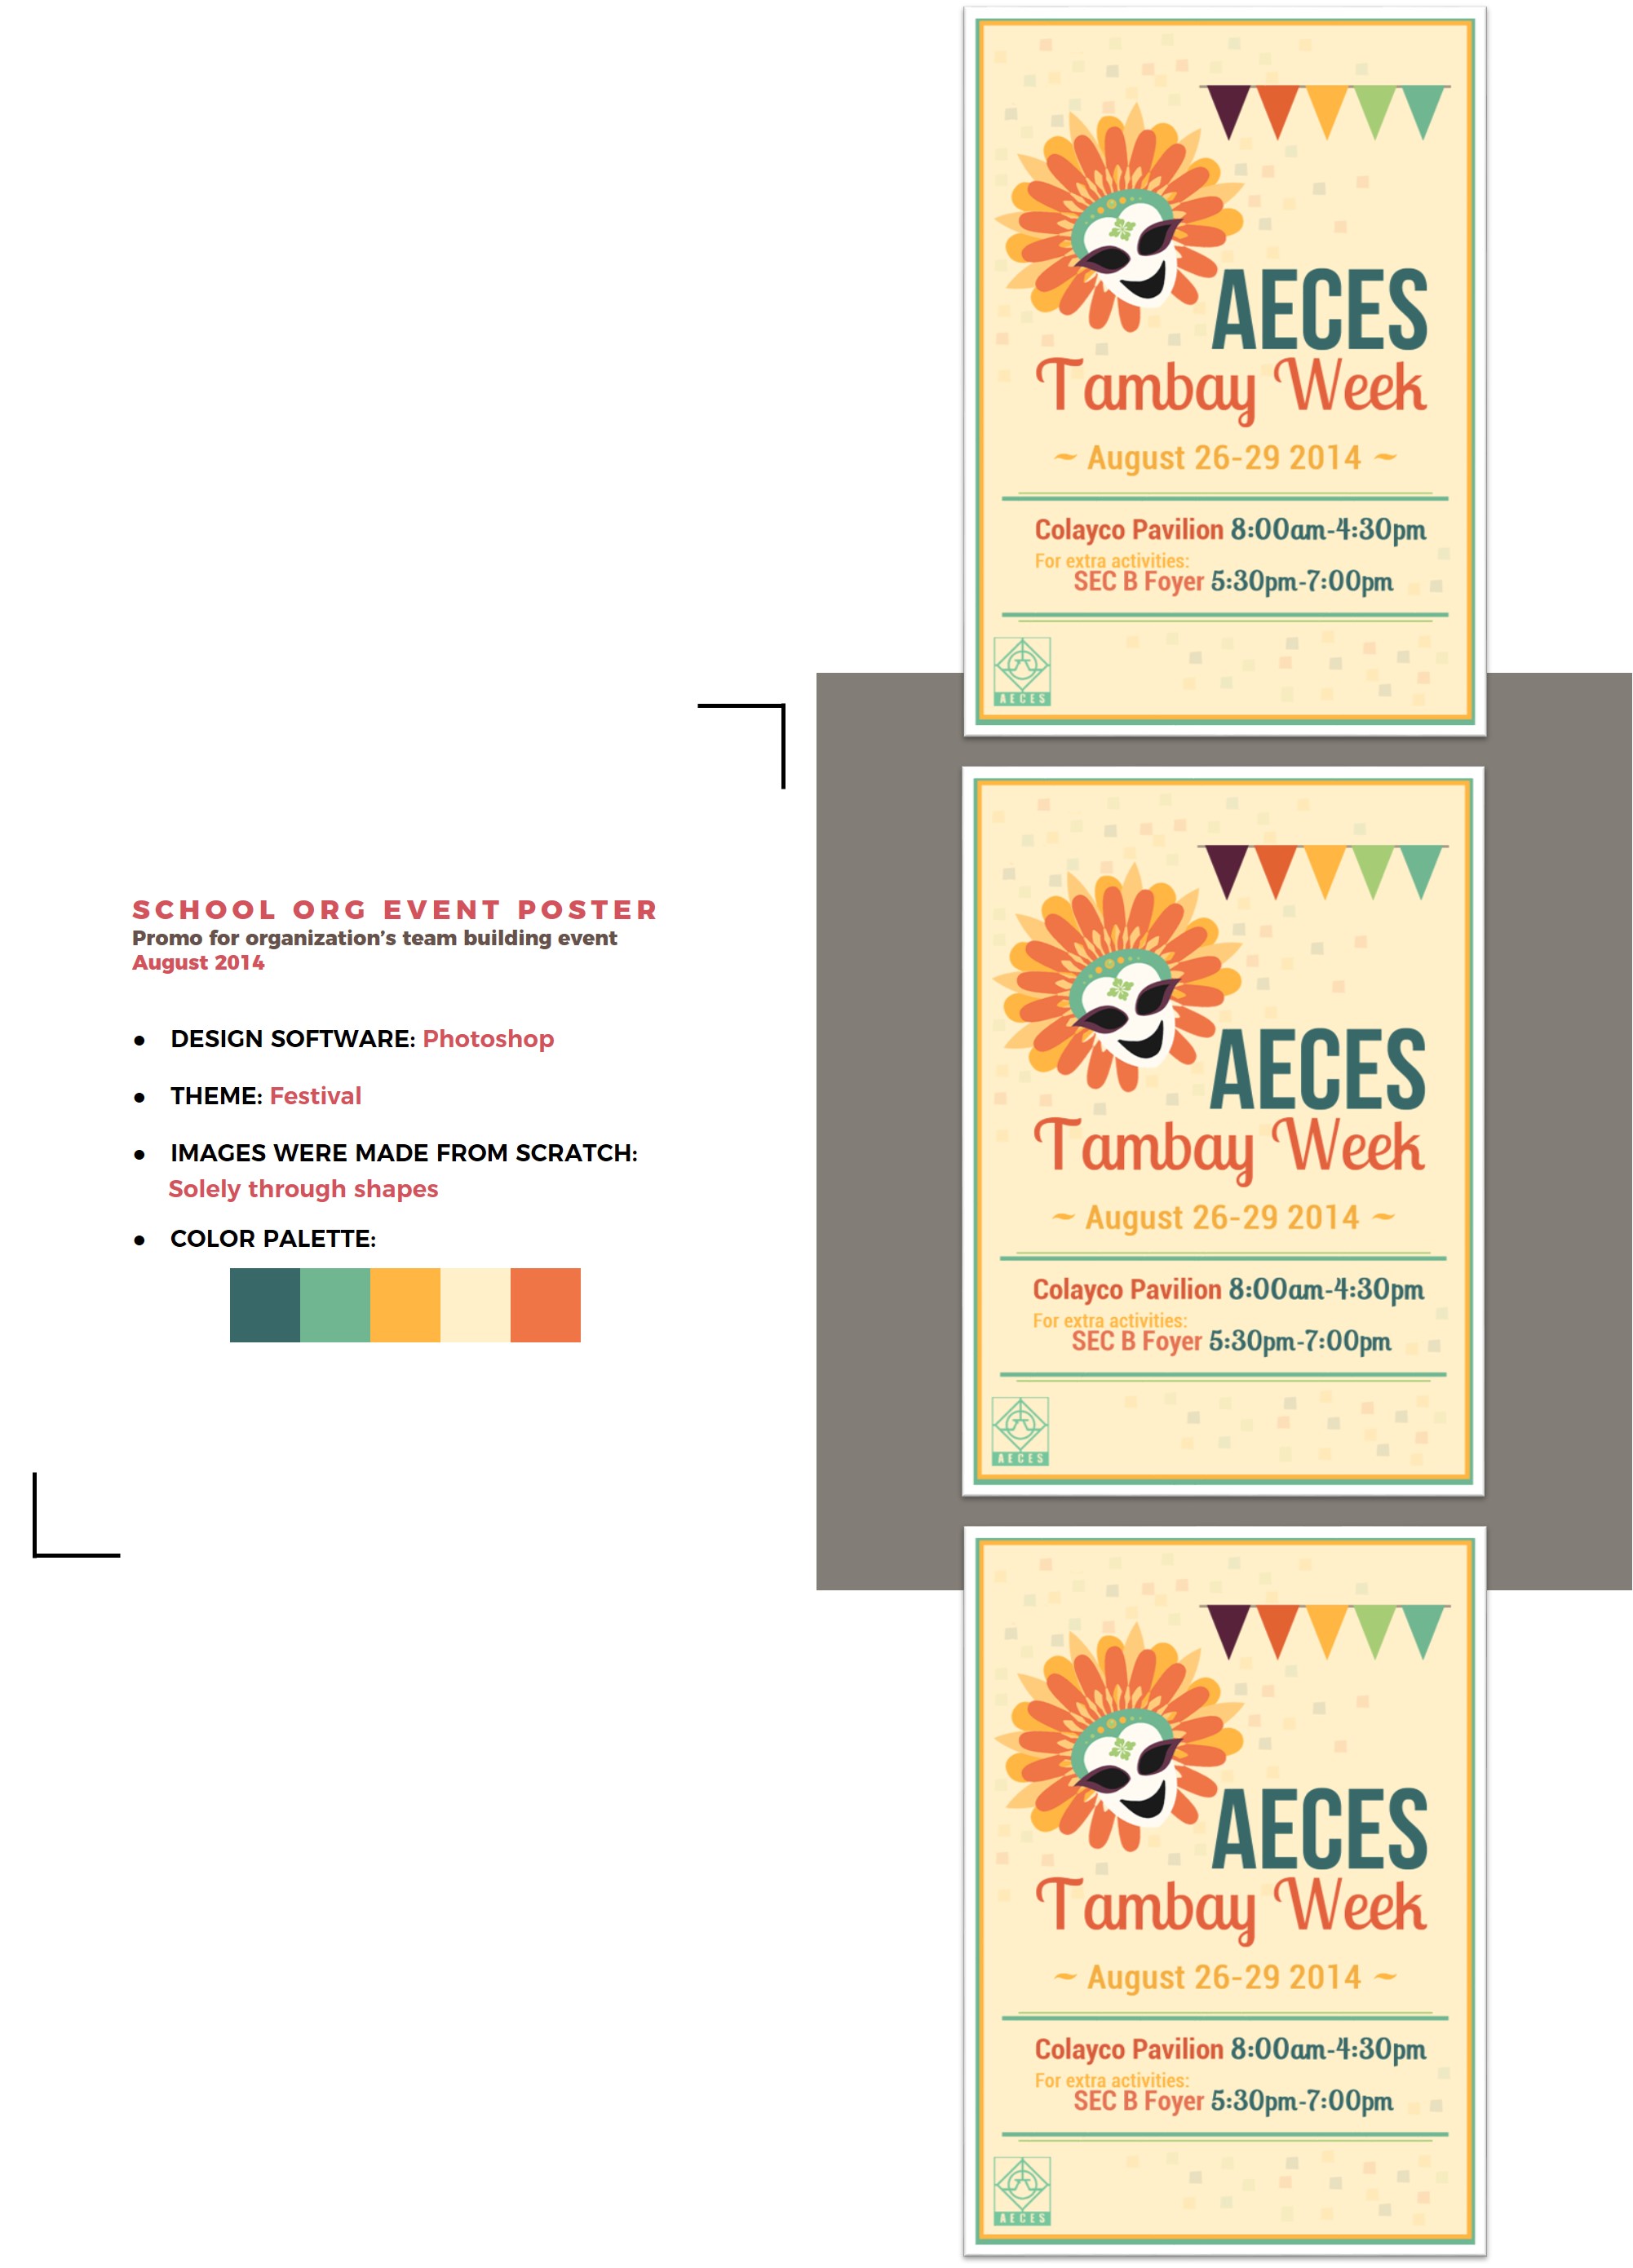 SCHOOL ORG EVENT POSTER
Promo for organization's team building event
August 2014
● DESIGN SOFTWARE: Photoshop
● THEME: Festival
● IMAGES WERE MADE FROM SCRATCH:
Solely through shapes
● COLOR PALETTE:
AECES
Tambay Week
~ August 26-29 2014 ~
Colayco Pavilion 8:00am-4:30pm
For extra activities:
SEC B Foyer 5:30pm-7:00pm
AECES
AECES
Tambay Week
~ August 26-29 2014 ~
Colayco Pavilion 8:00am-4:30pm
For extra activities:
SEC B Foyer 5:30pm-7:00pm
AECES
AECES
Tambay Week
~ August 26-29 2014 ~
Colayco Pavilion 8:00am-4:30pm
For extra activities:
SEC B Foyer 5:30pm-7:00pm
AECES